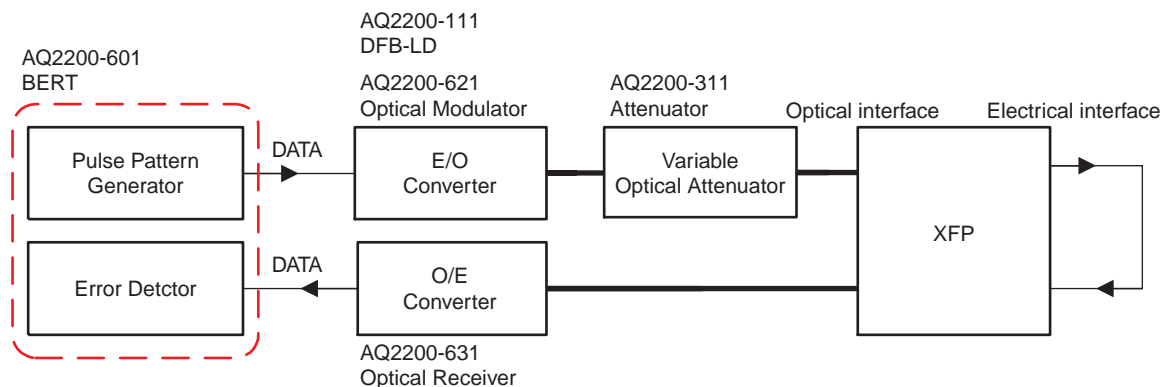 AQ2200-111
DFB-LD
AQ2200-601
BERT
AQ2200-621
Optical Modulator
AQ2200-311
Attenuator
Optical interface
Electrical interface
Pulse Pattern
Generator
DATA
E/O
Converter
Variable
Optical Attenuator
XFP
Error Detctor
DATA
O/E
Converter
AQ2200-631
Optical Receiver